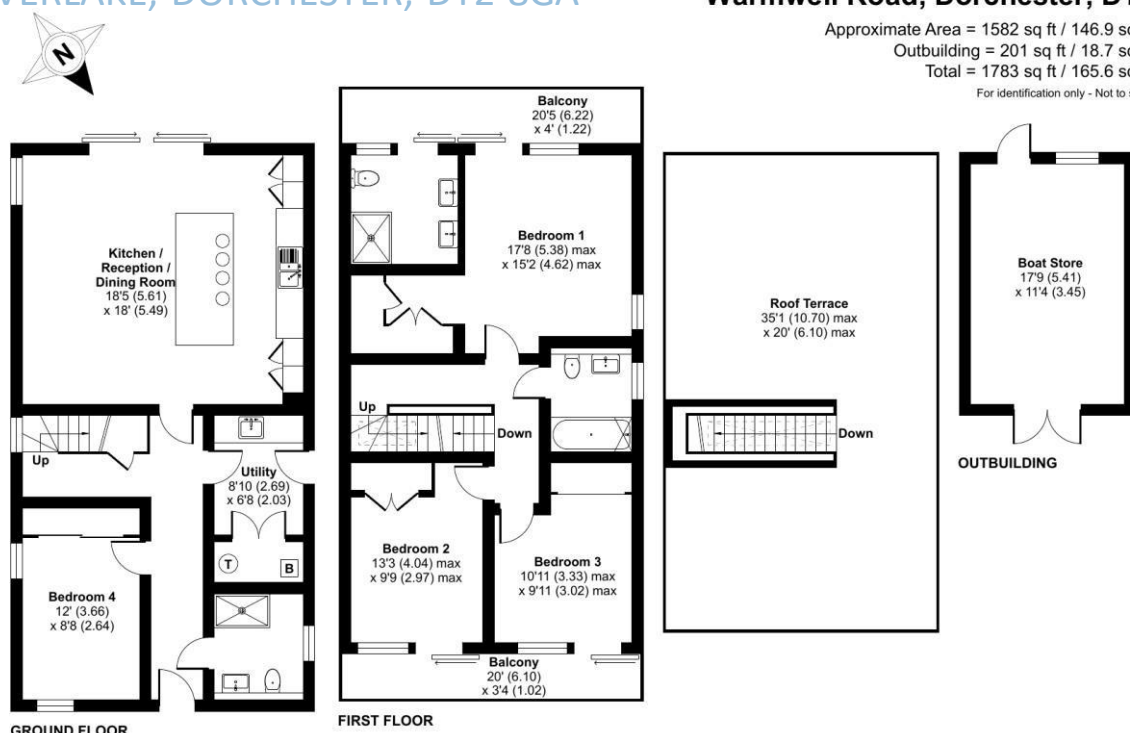 DORCHESTER, DT2
Warmwell Road, Dorchester,
Approximate Area = 1582 sq ft / 146.9
Outbuilding = 201 sq ft / 18.7
Total = 1783 sq ft / 165.6
For identification only - Not to
N
Kitchen /
Reception /
Dining Room
18'5 (5.61)
x 18' (5.49)
Up
Utility
8'10 (2.69)
x 6'8 (2.03)
T
B
Bedroom 4
12' (3.66)
x 8'8 (2.64)
GROUND FLOOR
Balcony
20'5 (6.22)
x 4' (1.22)
Bedroom 1
17'8 (5.38) max
x 15'2 (4.62) max
Up
Down
Bedroom 2
13'3 (4.04) max
x 9'9 (2.97) max
Bedroom 3
10'11 (3.33) max
x 9'11 (3.02) max
Balcony
20' (6.10)
x 3'4 (1.02)
FIRST FLOOR
Roof Terrace
35'1 (10.70) max
x 20' (6.10) max
Down
Boat Store
17'9 (5.41)
x 11'4 (3.45)
OUTBUILDING